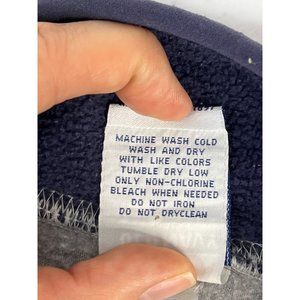 MACHINE WASH COLD
WASH AND DRY
WITH LIKE COLORS
TUMBLE DRY LOW
ONLY NON-CHLORINE
BLEACH WHEN NEEDED
DO NOT IRON
DO NOT DRYCLEAN